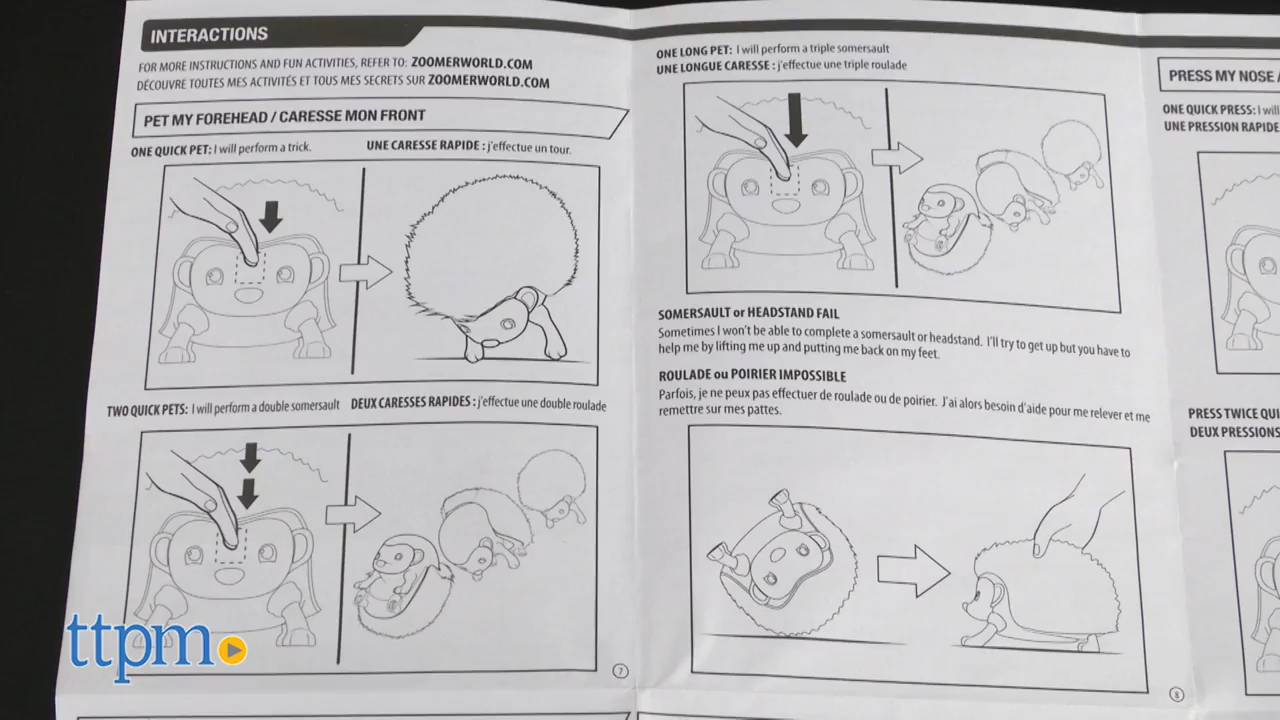 INTERACTIONS
FOR MORE INSTRUCTIONS AND FUN ACTIVITIES, REFER TO: ZOOMERWORLD.COM
DÉCOUVRE TOUTES MES ACTIVITÉS ET TOUS MES SECRETS SUR ZOOMERWORLD.COM
PET MY FOREHEAD / CARESSE MON FRONT
ONE QUICK PET: I will perform a trick.
UNE CARESSE RAPIDE : j'effectue un tour.
TWO QUICK PETS: I will perform a double somersault
DEUX CARESSES RAPIDES : j'effectue une double roulade
7
ONE LONG PET: I will perform a triple somersault
UNE LONGUE CARESSE : j'effectue une triple roulade
SOMERSAULT or HEADSTAND FAIL
Sometimes I won't be able to complete a somersault or headstand. I'll try to get up but you have to
help me by lifting me up and putting me back on my feet.
ROULADE ou POIRIER IMPOSSIBLE
Parfois, je ne peux pas effectuer de roulade ou de poirier. J'ai alors besoin d'aide pour me relever et me
remettre sur mes pattes.
8
PRESS MY NOSE /
ONE QUICK PRESS: I will
UNE PRESSION RAPIDE
PRESS TWICE
DEUX PRESSIONS
ttpm